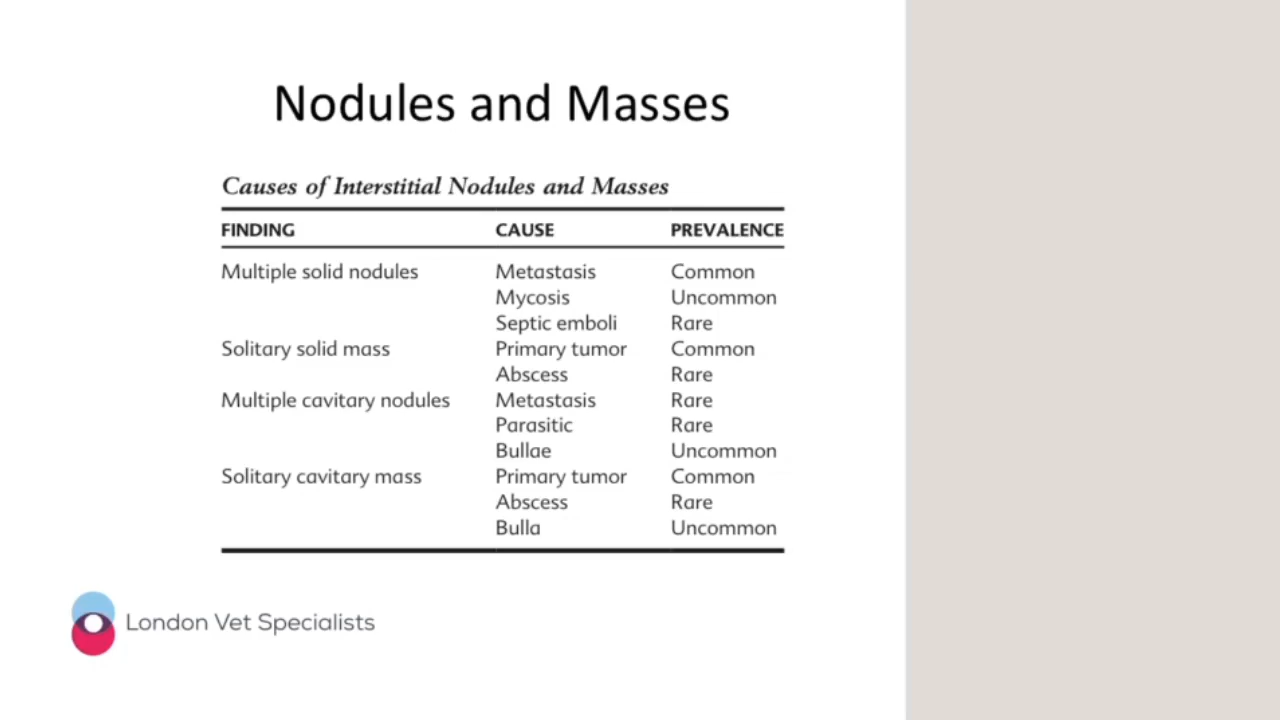 Nodules and Masses
Causes of Interstitial Nodules and Masses
FINDING CAUSE PREVALENCE
Multiple solid nodules Metastasis Common
Mycosis Uncommon
Septic emboli Rare
Solitary solid mass Primary tumor Common
Abscess Rare
Multiple cavitary nodules Metastasis Rare
Parasitic Rare
Bullae Uncommon
Solitary cavitary mass Primary tumor Common
Abscess Rare
Bulla Uncommon
London Vet Specialists